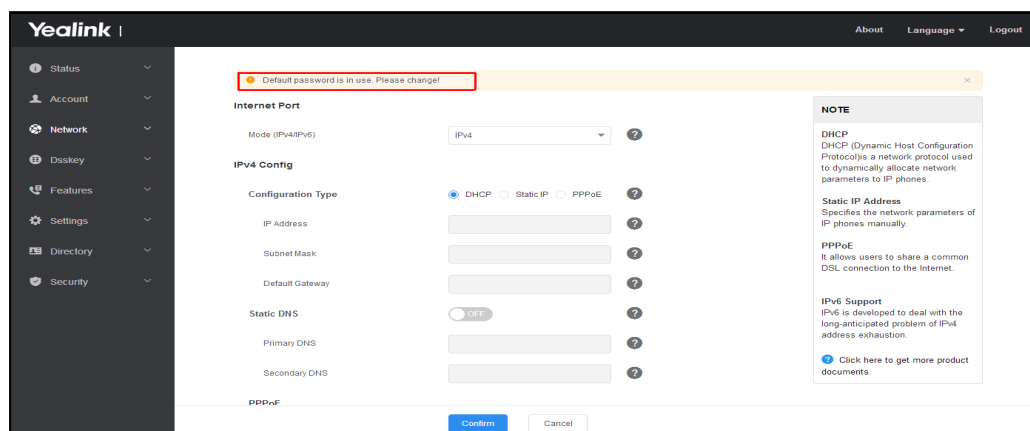 Yealink
About Language Logout
Status
Account
Network
Dsskey
Features
Settings
Directory
Security
Default password is in use. Please change!
Internet Port
Mode (IPv4/IPv6) IPv4
IPv4 Config
Configuration Type DHCP Static IP PPPoE
IP Address
Subnet Mask
Default Gateway
Static DNS OFF
Primary DNS
Secondary DNS
PPPoE
Confirm Cancel
NOTE
DHCP
DHCP (Dynamic Host Configuration
Protocol)is a network protocol used
to dynamically allocate network
parameters to IP phones.
Static IP Address
Specifies the network parameters of
IP phones manually.
PPPoE
It allows users to share a common
DSL connection to the Internet.
IPv6 Support
IPv6 is developed to deal with the
long-anticipated problem of IPv4
address exhaustion.
Click here to get more product
documents.